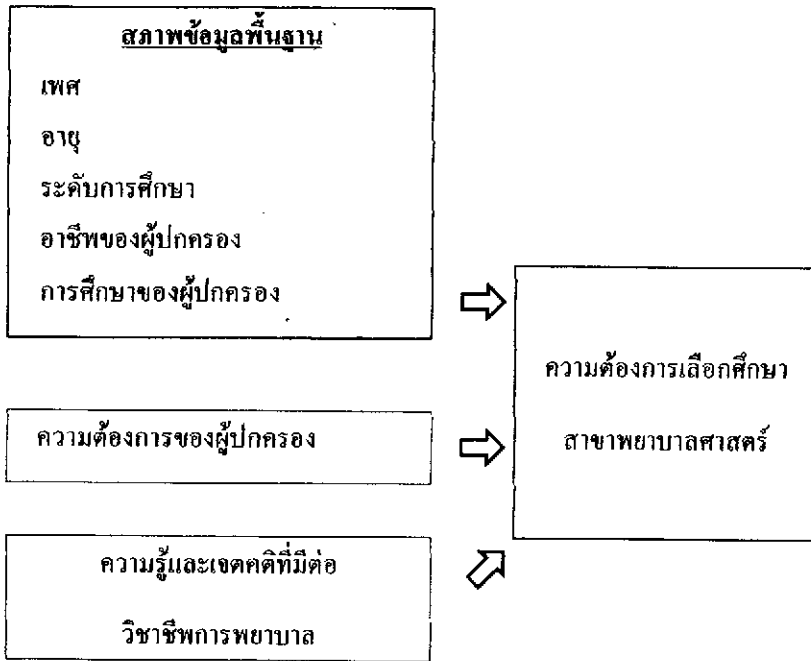 สภาพข้อมูลพื้นฐาน
เพศ
อายุ
ระดับการศึกษา
อาชีพของผู้ปกครอง
การศึกษาของผู้ปกครอง
ความต้องการของผู้ปกครอง
ความรู้และเจตคติที่มีต่อ
วิชาชีพการพยาบาล
ความต้องการเลือกศึกษา
สาขาพยาบาลศาสตร์